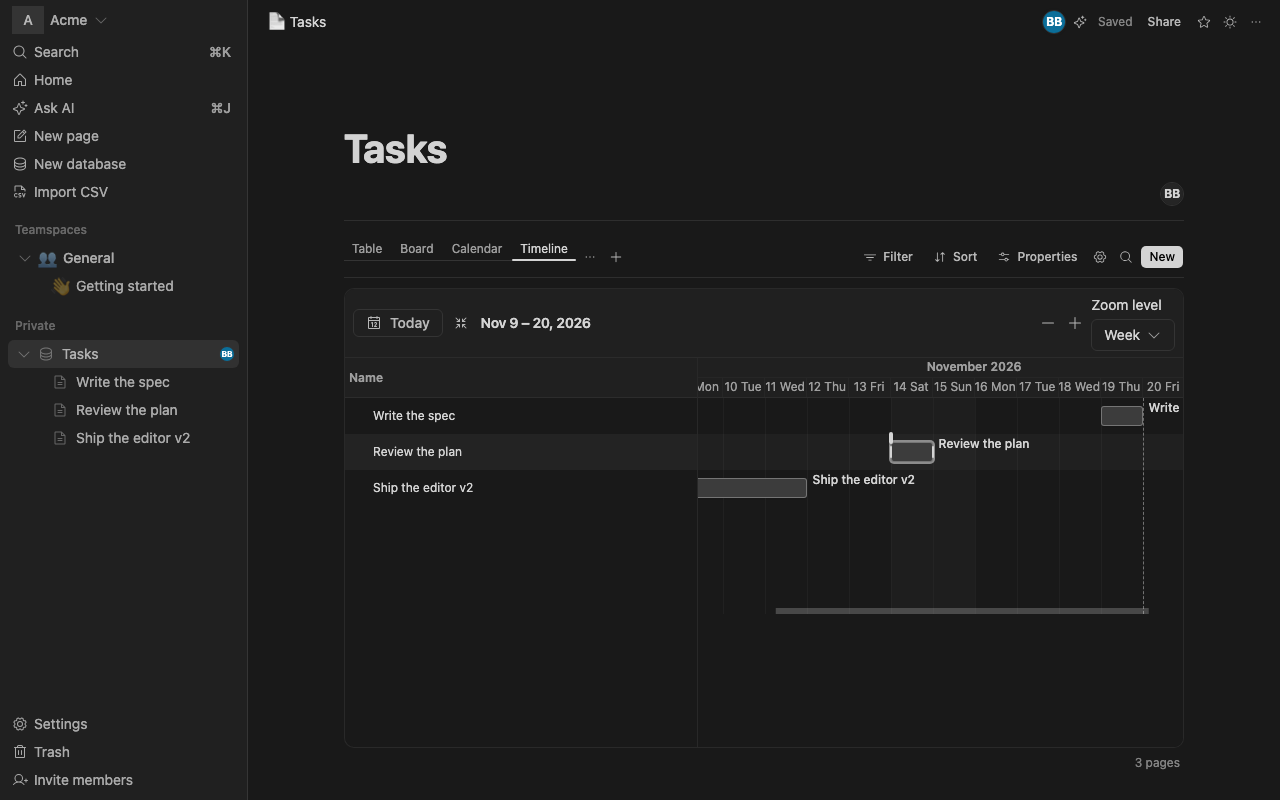 A Acme
Search ⌘K
Home
Ask AI ⌘J
New page
New database
Import CSV
Teamspaces
General
Getting started
Private
Tasks BB
Write the spec
Review the plan
Ship the editor v2
Settings
Trash
Invite members
Tasks
BB Saved Share
Tasks
BB
Table Board Calendar Timeline
Filter Sort Properties New
Today Nov 9 – 20, 2026
Zoom level
Week
November 2026
Name
Mon 10 Tue 11 Wed 12 Thu 13 Fri 14 Sat 15 Sun 16 Mon 17 Tue 18 Wed 19 Thu 20 Fri
Write the spec Write
Review the plan Review the plan
Ship the editor v2 Ship the editor v2
3 pages